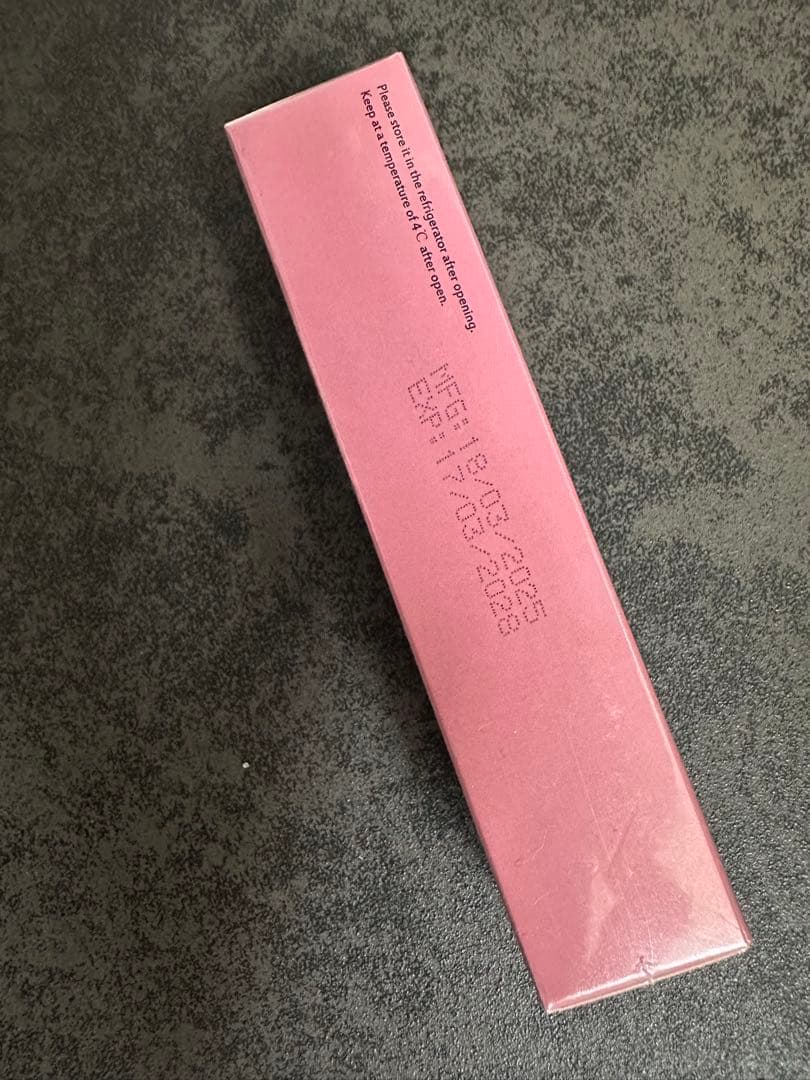 Please store it in the refrigerator after opening.
Keep at a temperature of 4℃ after open.
MFG:18/03/2025
EXP:17/03/2028